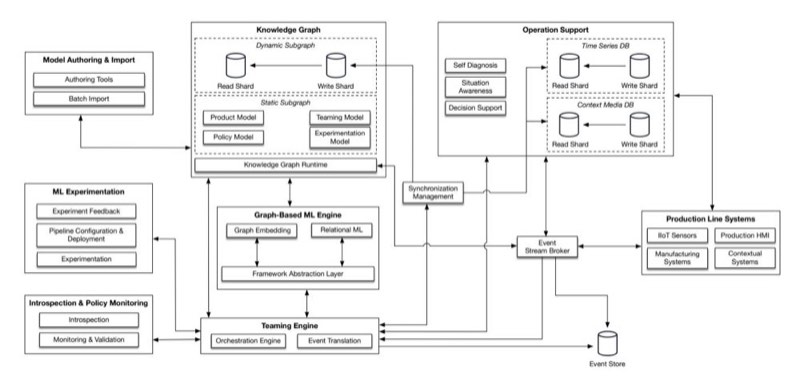 Knowledge Graph
Dynamic Subgraph
Read Shard
Write Shard
Static Subgraph
Product Model
Teaming Model
Policy Model
Experimentation
Model
Knowledge Graph Runtime
Operation Support
Self Diagnosis
Situation
Awareness
Decision Support
Time Series DB
Read Shard
Write Shard
Context Media DB
Read Shard
Write Shard
Model Authoring & Import
Authoring Tools
Batch Import
ML Experimentation
Experiment Feedback
Pipeline Configuration &
Deployment
Experimentation
Graph-Based ML Engine
Graph Embedding
Relational ML
Framework Abstraction Layer
Synchronization
Management
Event
Stream Broker
Production Line Systems
IIoT Sensors
Production HMI
Manufacturing
Systems
Contextual
Systems
Introspection & Policy Monitoring
Introspection
Monitoring & Validation
Teaming Engine
Orchestration Engine
Event Translation
Event Store